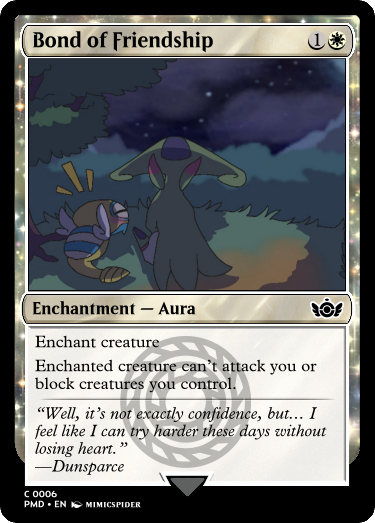 Bond of Friendship 1
Enchantment — Aura
Enchant creature
Enchanted creature can't attack you or
block creatures you control.
"Well, it's not exactly confidence, but… I
feel like I can try harder these days without
losing heart."
—Dunsparce
C 0006
PMD • EN MIMICSPIDER